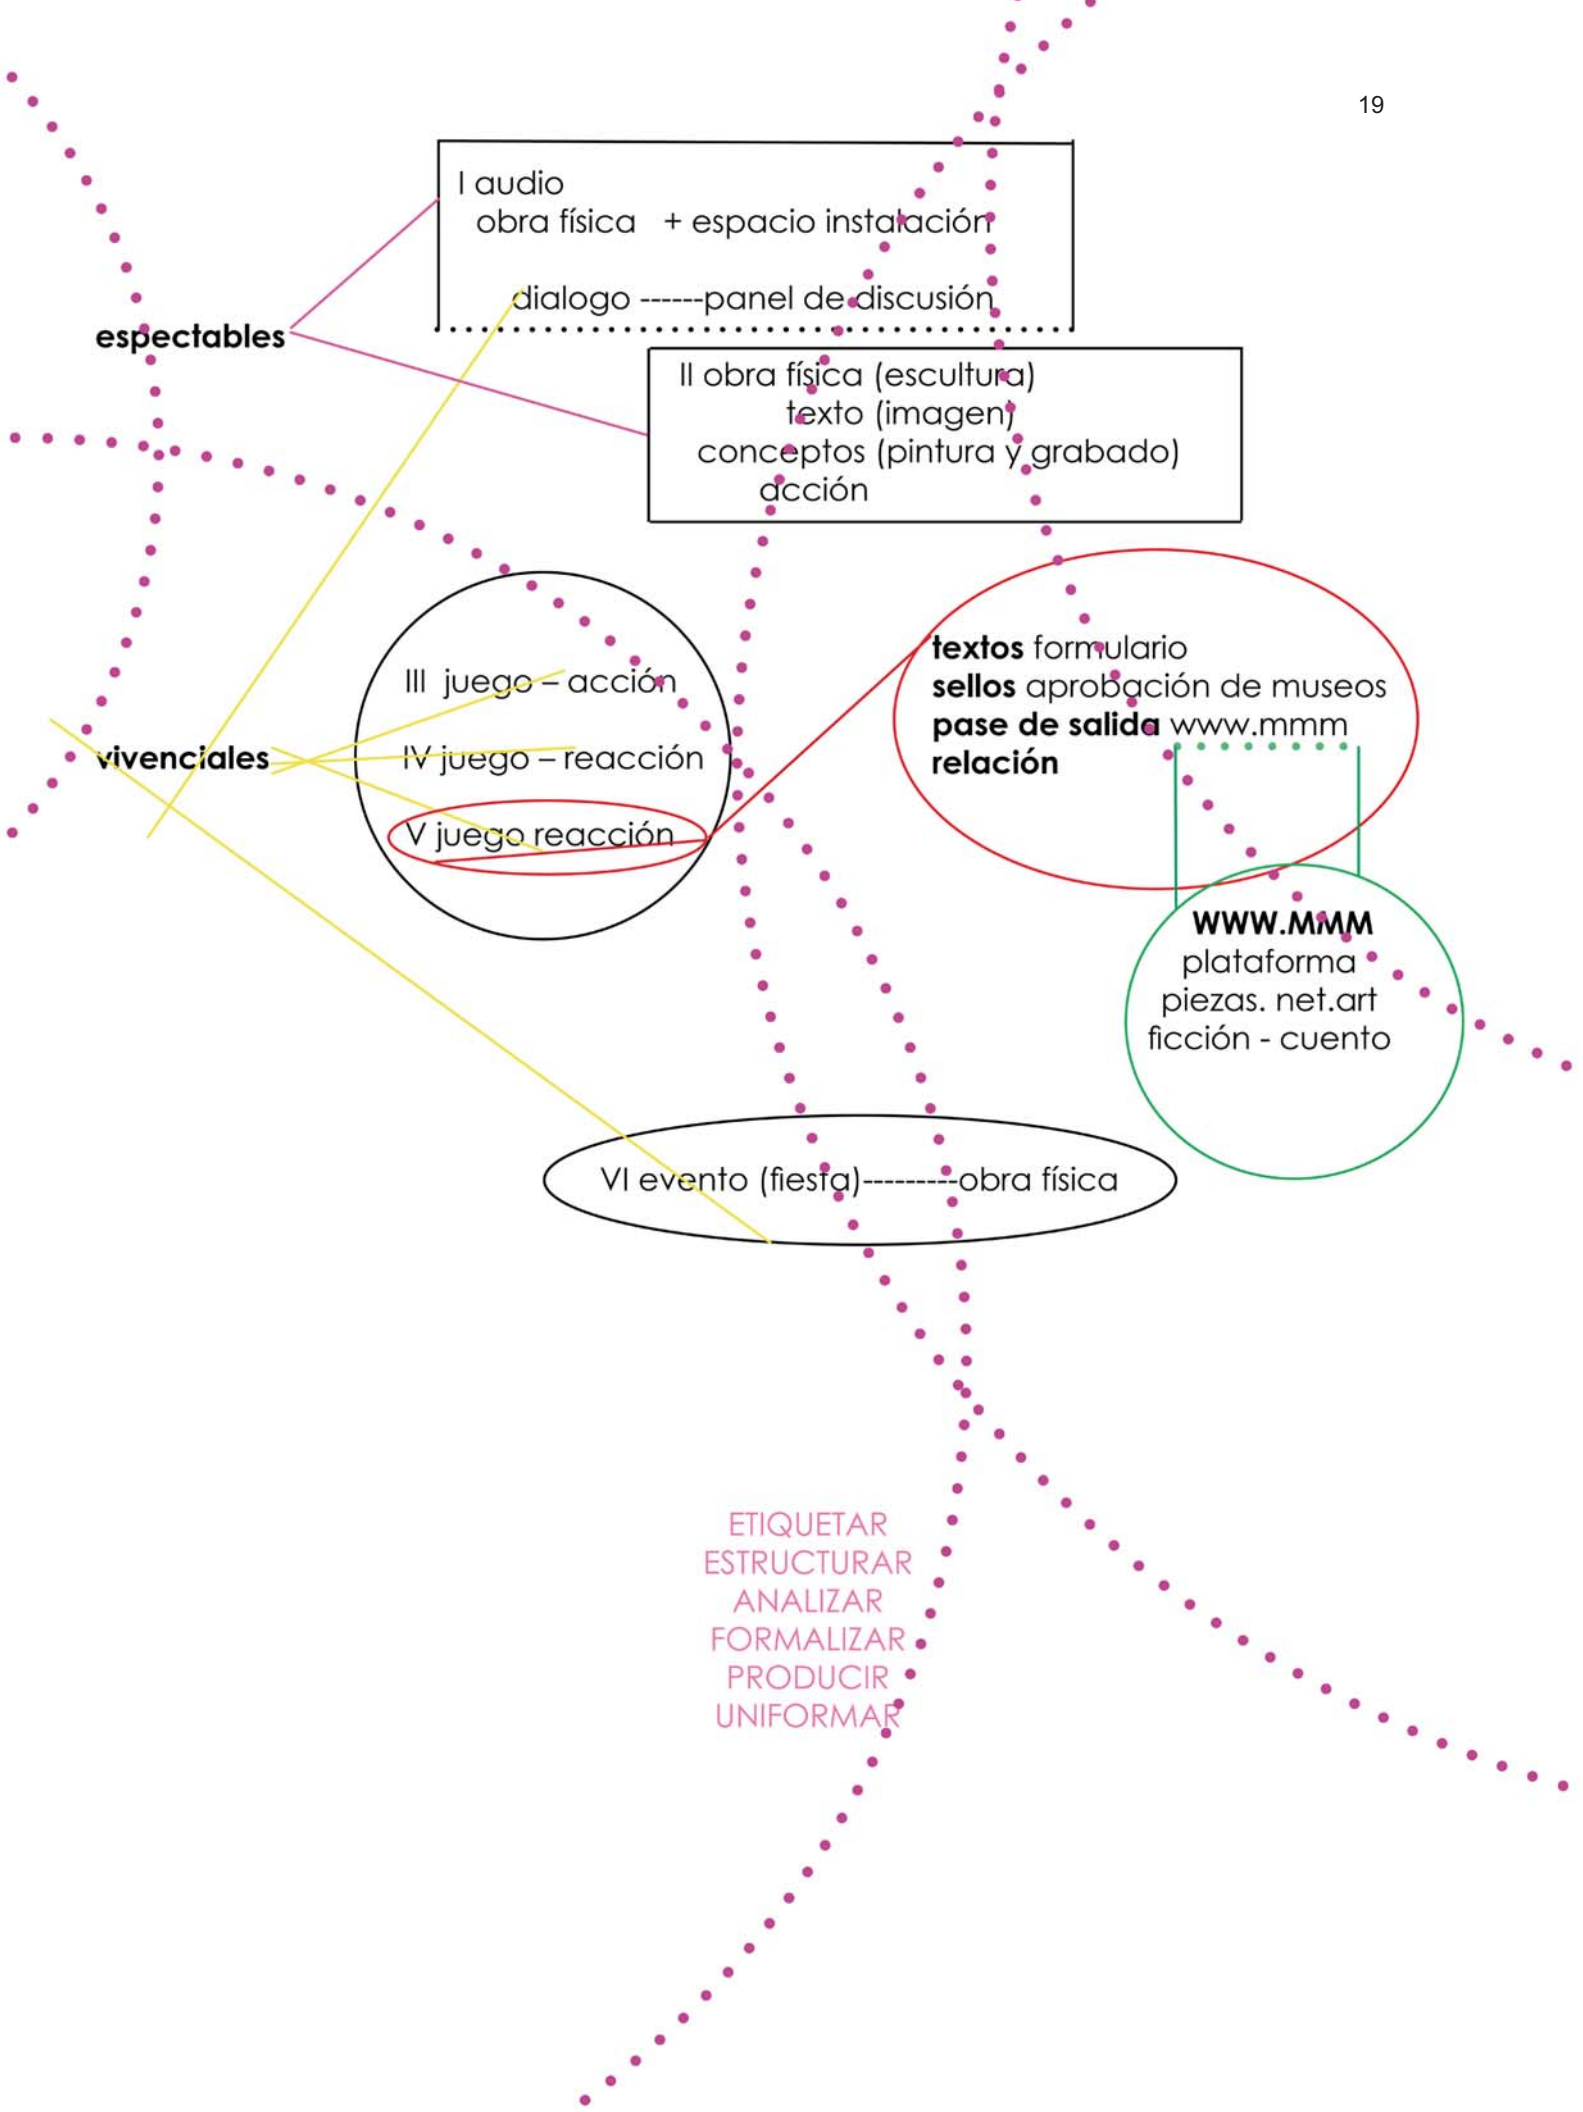 19
I audio
obra física + espacio instalación
dialogo ------panel de discusión
espectables
II obra física (escultura)
texto (imagen)
conceptos (pintura y grabado)
acción
III juego – acción
vivenciales
IV juego – reacción
V juego reacción
textos formulario
sellos aprobación de museos
pase de salida www.mmm
relación
WWW.MMM
plataforma
piezas. net.art
ficción - cuento
VI evento (fiesta)---------obra física
ETIQUETAR
ESTRUCTURAR
ANALIZAR
FORMALIZAR
PRODUCIR
UNIFORMAR